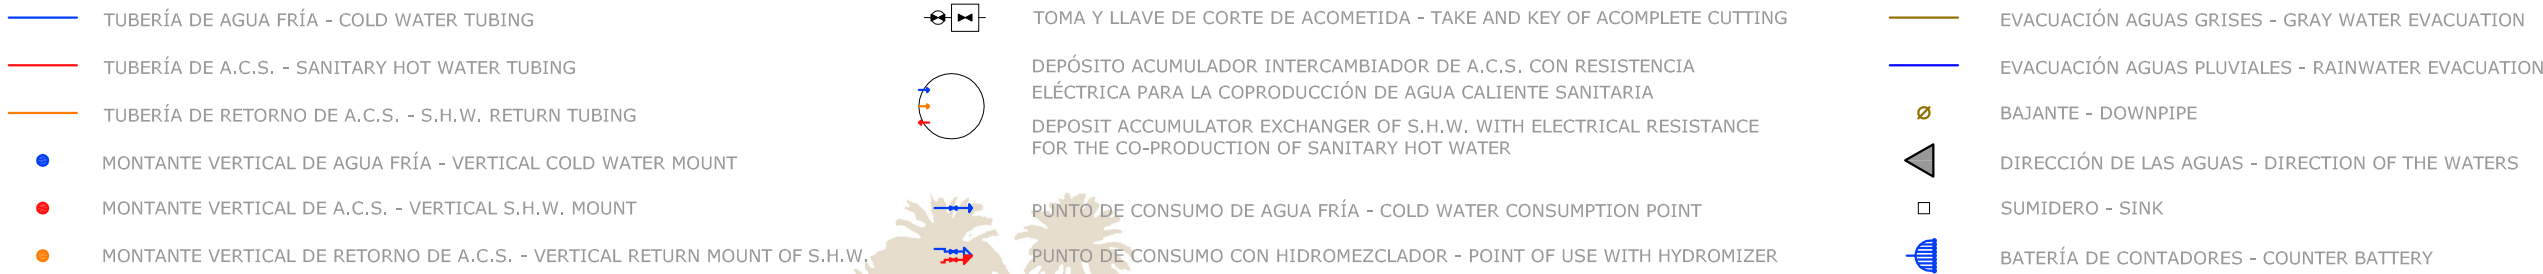 TUBERÍA DE AGUA FRÍA - COLD WATER TUBING
TUBERÍA DE A.C.S. - SANITARY HOT WATER TUBING
TUBERÍA DE RETORNO DE A.C.S. - S.H.W. RETURN TUBING
MONTANTE VERTICAL DE AGUA FRÍA - VERTICAL COLD WATER MOUNT
MONTANTE VERTICAL DE A.C.S. - VERTICAL S.H.W. MOUNT
MONTANTE VERTICAL DE RETORNO DE A.C.S. - VERTICAL RETURN MOUNT OF S.H.W.
TOMA Y LLAVE DE CORTE DE ACOMETIDA - TAKE AND KEY OF ACOMPLETE CUTTING
DEPÓSITO ACUMULADOR INTERCAMBIADOR DE A.C.S. CON RESISTENCIA
ELÉCTRICA PARA LA COPRODUCCIÓN DE AGUA CALIENTE SANITARIA
DEPOSIT ACCUMULATOR EXCHANGER OF S.H.W. WITH ELECTRICAL RESISTANCE
FOR THE CO-PRODUCTION OF SANITARY HOT WATER
PUNTO DE CONSUMO DE AGUA FRÍA - COLD WATER CONSUMPTION POINT
PUNTO DE CONSUMO CON HIDROMEZCLADOR - POINT OF USE WITH HYDROMIZER
EVACUACIÓN AGUAS GRISES - GRAY WATER EVACUATION
EVACUACIÓN AGUAS PLUVIALES - RAINWATER EVACUATION
BAJANTE - DOWNPIPE
DIRECCIÓN DE LAS AGUAS - DIRECTION OF THE WATERS
SUMIDERO - SINK
BATERÍA DE CONTADORES - COUNTER BATTERY